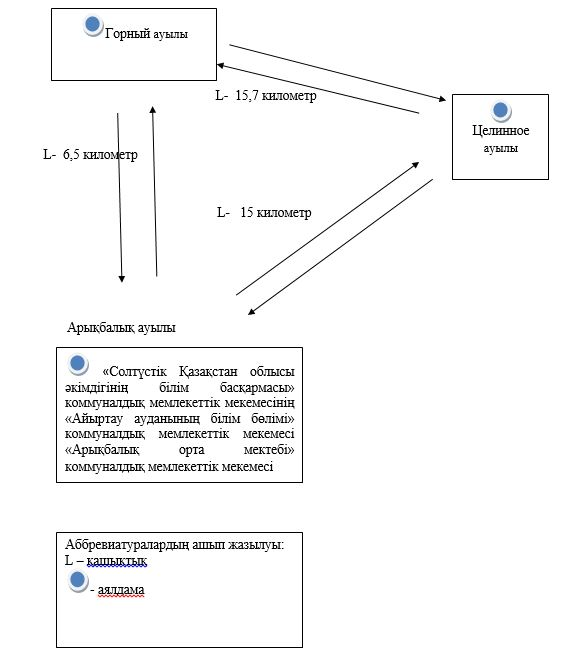 Горный ауылы
L- 15,7 километр
Целинное
ауылы
L- 6,5 километр
L- 15 километр
Арықбалық ауылы
«Солтүстік Қазақстан облысы
әкімдігінің білім басқармасы»
коммуналдық мемлекеттік мекемесінің
«Айыртау ауданының білім бөлімі»
коммуналдық мемлекеттік мекемесі
«Арықбалық орта мектебі»
коммуналдық мемлекеттік мекемесі
Аббревиатуралардың ашып жазылуы:
L – қашықтық
- аялдама